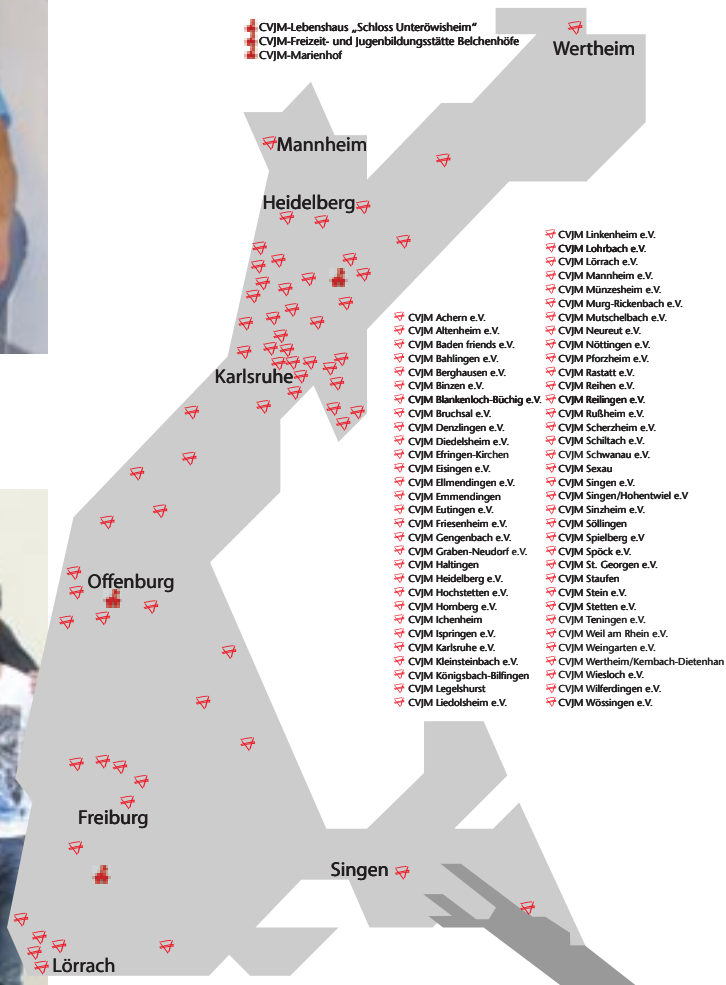 CVJM-Lebenshaus „Schloss Unteröwisheim“
CVJM-Freizeit- und Jugenbildungsstätte Belchenhöfe
CVJM-Marienhof
Wertheim
Mannheim
Heidelberg
Karlsruhe
Offenburg
Freiburg
Singen
Lörrach
CVJM Achern e.V.
CVJM Altenheim e.V.
CVJM Baden friends e.V.
CVJM Bahlingen e.V.
CVJM Berghausen e.V.
CVJM Binzen e.V.
CVJM Blankenloch-Büchig e.V.
CVJM Bruchsal e.V.
CVJM Denzlingen e.V.
CVJM Diedelsheim e.V.
CVJM Efringen-Kirchen
CVJM Eisingen e.V.
CVJM Ellmendingen e.V.
CVJM Emmendingen
CVJM Eutingen e.V.
CVJM Friesenheim e.V.
CVJM Gengenbach e.V.
CVJM Graben-Neudorf e.V.
CVJM Haltingen
CVJM Heidelberg e.V.
CVJM Hochstetten e.V.
CVJM Homberg e.V.
CVJM Ichenheim
CVJM Ispringen e.V.
CVJM Karlsruhe e.V.
CVJM Kleinsteinbach e.V.
CVJM Königsbach-Bilfingen
CVJM Legelshurst
CVJM Liedolsheim e.V.
CVJM Linkenheim e.V.
CVJM Lohrbach e.V.
CVJM Lörrach e.V.
CVJM Mannheim e.V.
CVJM Münzesheim e.V.
CVJM Murg-Rickenbach e.V.
CVJM Mutschelbach e.V.
CVJM Neureut e.V.
CVJM Nöttingen e.V.
CVJM Pforzheim e.V.
CVJM Rastatt e.V.
CVJM Reihen e.V.
CVJM Reilingen e.V.
CVJM Rußheim e.V.
CVJM Scherzheim e.V.
CVJM Schiltach e.V.
CVJM Schwanau e.V.
CVJM Sexau
CVJM Singen e.V.
CVJM Singen/Hohentwiel e.V
CVJM Sinzheim e.V.
CVJM Söllingen
CVJM Spielberg e.V
CVJM Spöck e.V.
CVJM St. Georgen e.V.
CVJM Staufen
CVJM Stein e.V.
CVJM Stetten e.V.
CVJM Teningen e.V.
CVJM Weil am Rhein e.V.
CVJM Weingarten e.V.
CVJM Wertheim/Kembach-Dietenhan
CVJM Wiesloch e.V.
CVJM Wilferdingen e.V.
CVJM Wössingen e.V.